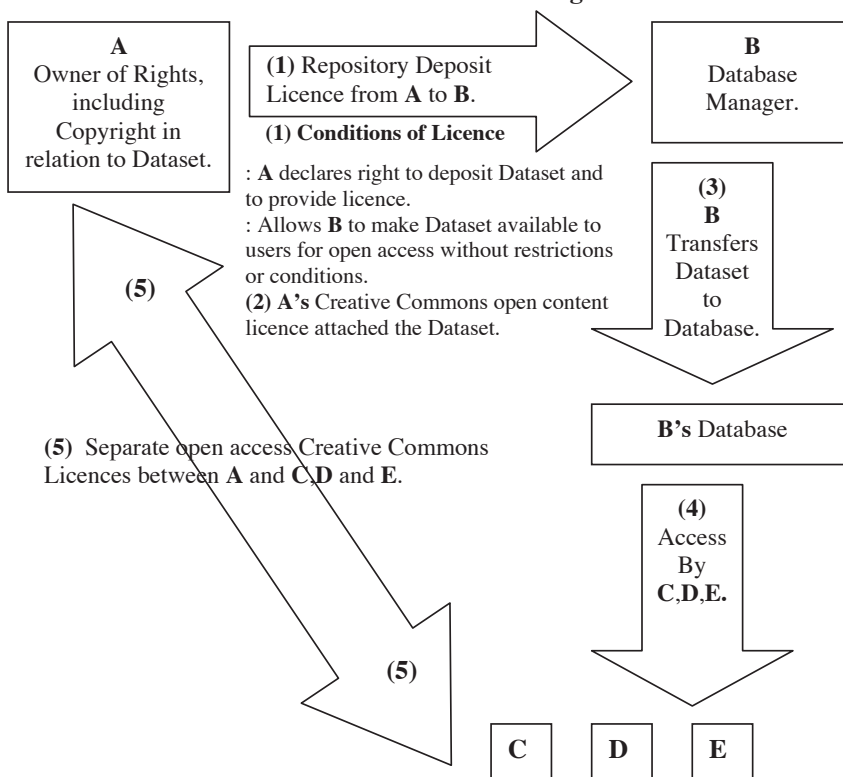 A
Owner of Rights,
including
Copyright in
relation to Dataset.
(1) Repository Deposit
Licence from A to B.
(1) Conditions of Licence
: A declares right to deposit Dataset and
to provide licence.
: Allows B to make Dataset available to
users for open access without restrictions
or conditions.
(2) A's Creative Commons open content
licence attached the Dataset.
B
Database
Manager.
(3)
B
Transfers
Dataset
to
Database.
B's Database
(4)
Access
By
C,D,E.
(5)
(5) Separate open access Creative Commons
Licences between A and C,D and E.
(5)
C
D
E